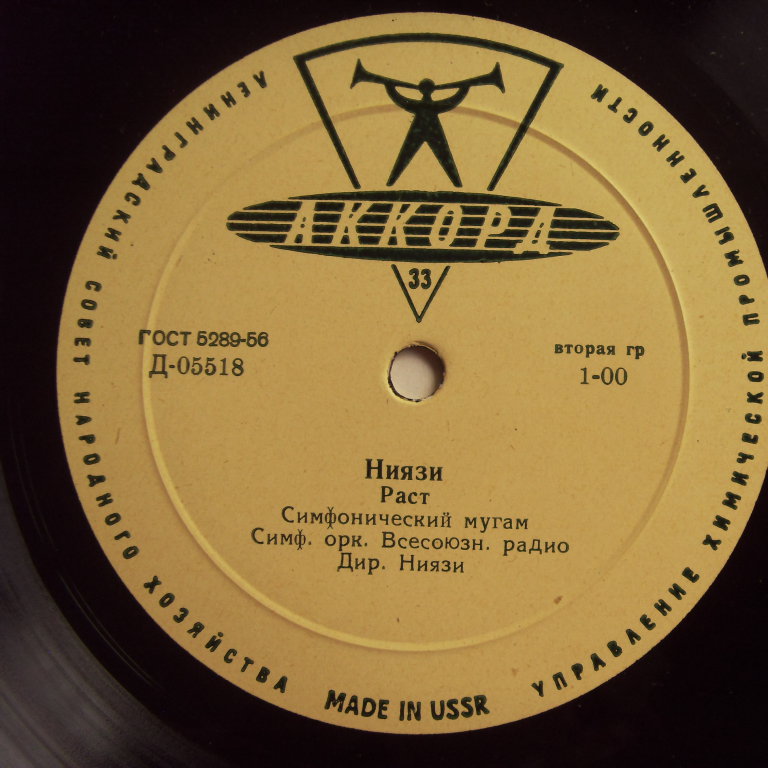 ЛЕНИНГРАДСКИЙ СОВЕТ НАРОДНОГО ХОЗЯЙСТВА
УПРАВЛЕНИЕ ХИМИЧЕСКОЙ ПРОМЫШЛЕННОСТИ
АККОРД
33
ГОСТ 5289-56
Д-05518
вторая гр
1-00
Ниязи
Раст
Симфонический мугам
Симф. орк. Всесоюзн. радио
Дир. Ниязи
MADE IN USSR